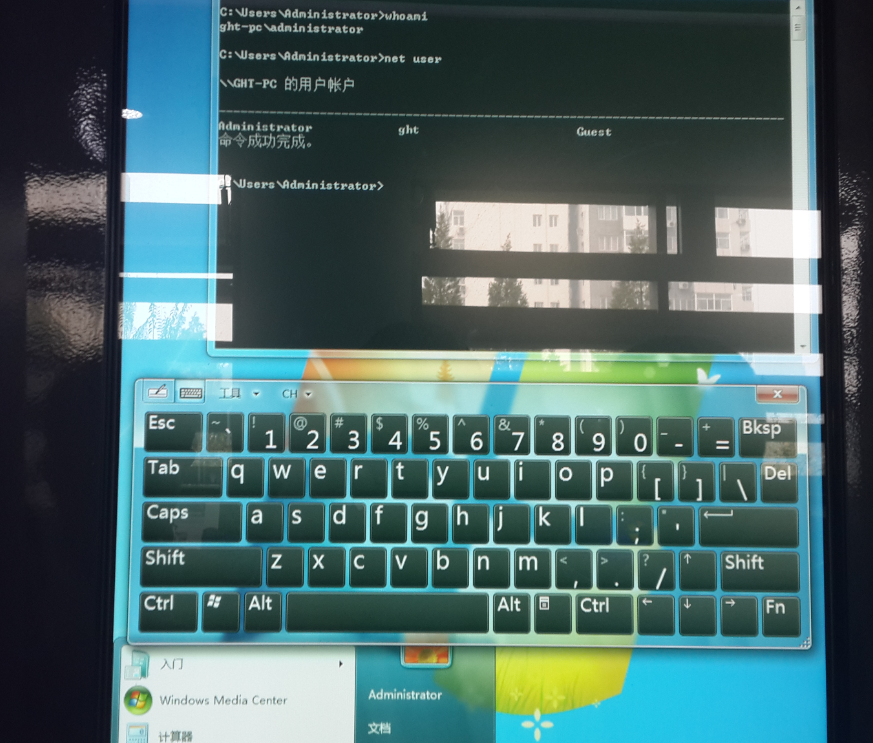 C:\Users\Administrator>whoami
ght-pc\administrator
C:\Users\Administrator>net user
\\GHT-PC 的用户帐户
-------------------------------------------------------------------------------
Administrator ght Guest
命令成功完成。
\Users\Administrator>
工具 CH
Esc ~ ` ! 1 @ 2 # 3 $ 4 % 5 ^ 6 & 7 * 8 ( 9 ) 0 _ - + = Bksp
Tab q w e r t y u i o p { [ } ] | \ Del
Caps a s d f g h j k l : ; " '
Shift z x c v b n m < , > . ? / ↑ Shift
Ctrl Alt Alt Ctrl ← ↓ → Fn
入门
Administrator
Windows Media Center
文档
计算器